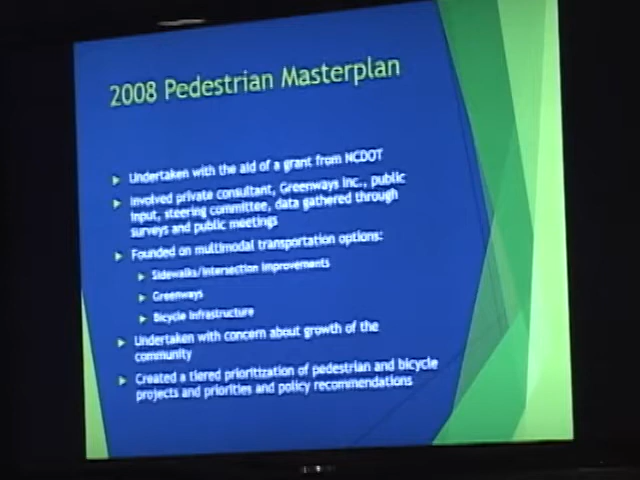 2008 Pedestrian Masterplan
Undertaken with the aid of a grant from NCDOT
Involved private consultant, Greenways Inc., public
input, steering committee, data gathered through
surveys and public meetings
Founded on multimodal transportation options:
Sidewalks/Intersection Improvements
Greenways
Bicycle Infrastructure
Undertaken with concern about growth of the
community
Created a tiered prioritization of pedestrian and bicycle
projects and priorities and policy recommendations